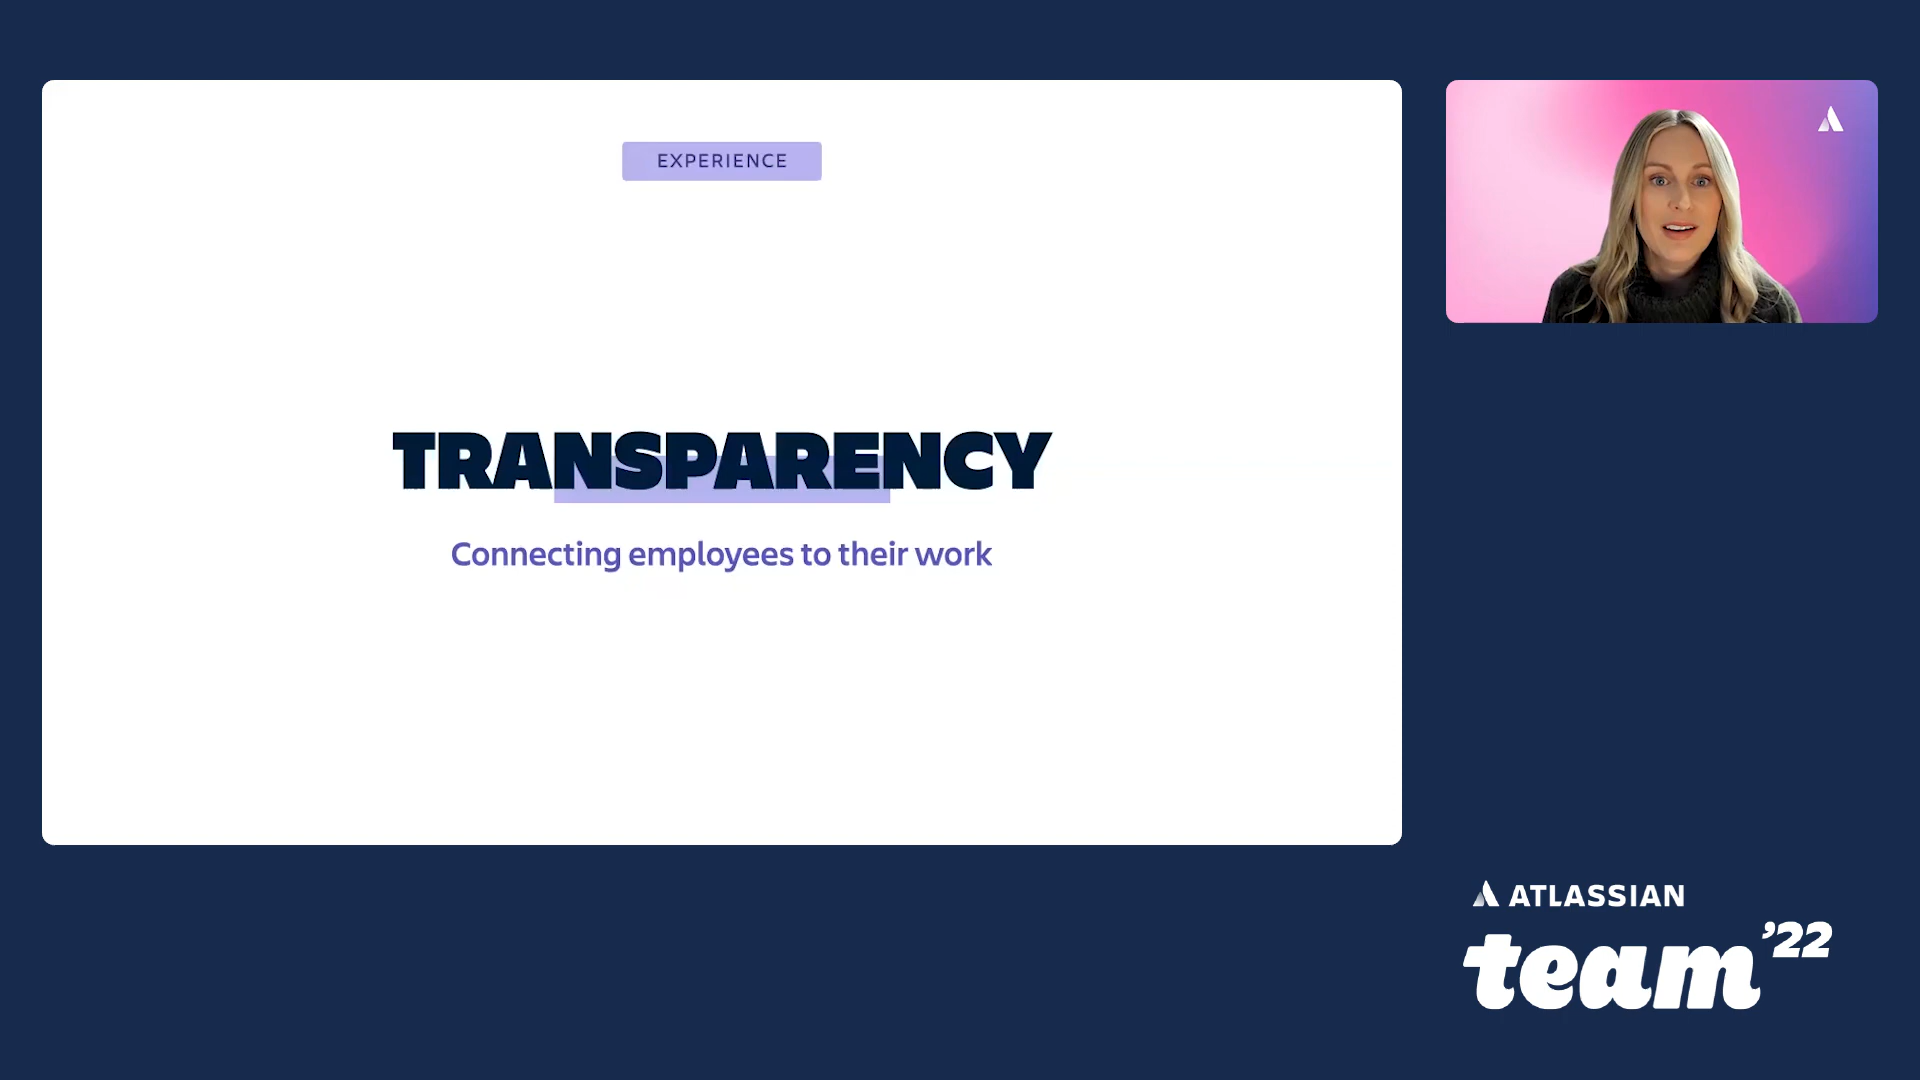 EXPERIENCE
TRANSPARENCY
Connecting employees to their work
ATLASSIAN
team '22